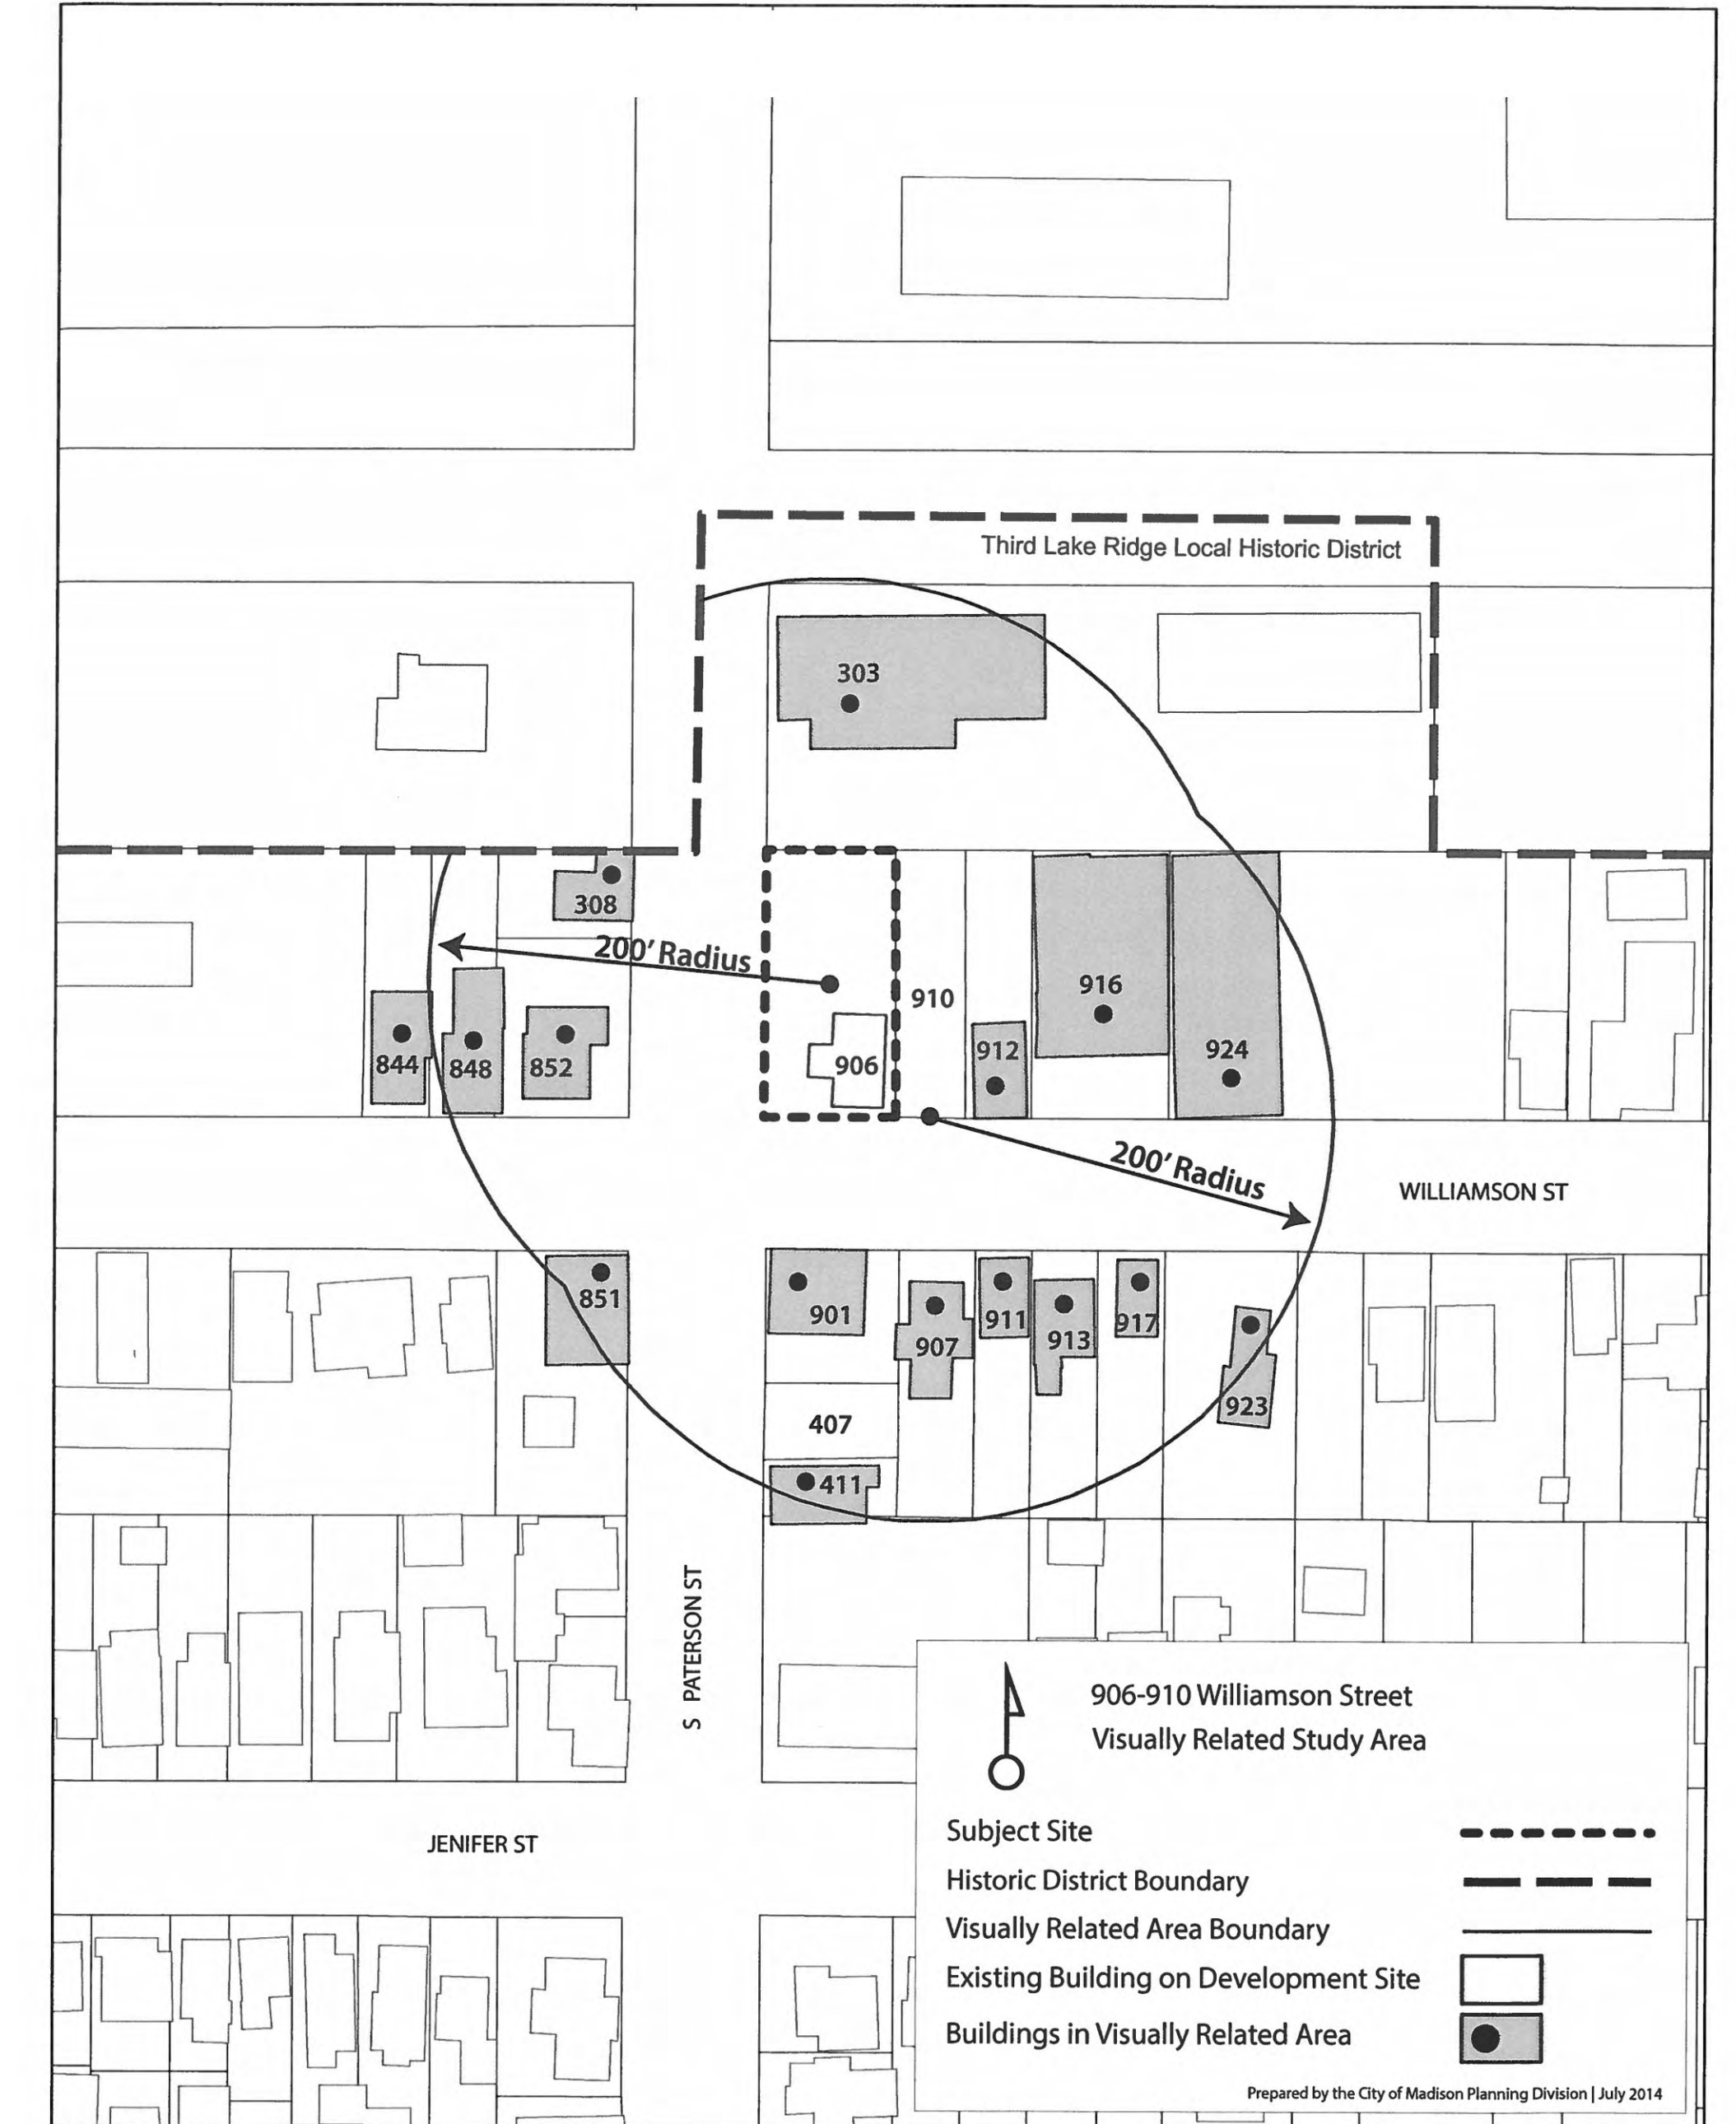 Third Lake Ridge Local Historic District
303
308
200' Radius
910
916
912
924
844
848
852
906
200' Radius
WILLIAMSON ST
851
901
907
911
913
917
923
407
411
S PATERSON ST
JENIFER ST
906-910 Williamson Street
Visually Related Study Area
Subject Site
Historic District Boundary
Visually Related Area Boundary
Existing Building on Development Site
Buildings in Visually Related Area
Prepared by the City of Madison Planning Division | July 2014